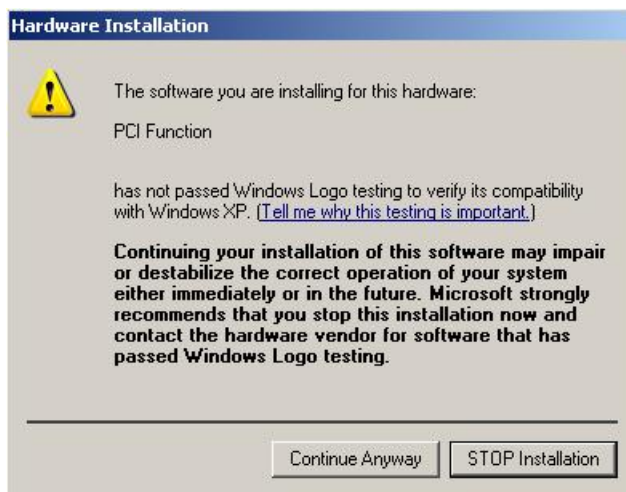 Hardware Installation
The software you are installing for this hardware:
PCI Function
has not passed Windows Logo testing to verify its compatibility
with Windows XP. (Tell me why this testing is important.)
Continuing your installation of this software may impair
or destabilize the correct operation of your system
either immediately or in the future. Microsoft strongly
recommends that you stop this installation now and
contact the hardware vendor for software that has
passed Windows Logo testing.
Continue Anyway
STOP Installation